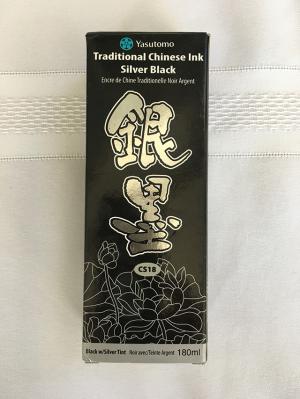 Yasutomo
Traditional Chinese Ink
Silver Black
Encre de Chine Traditionelle Noir Argent
銀
墨
CS18
Black w/Silver Tint Noir avec/Teinte Argent 180ml